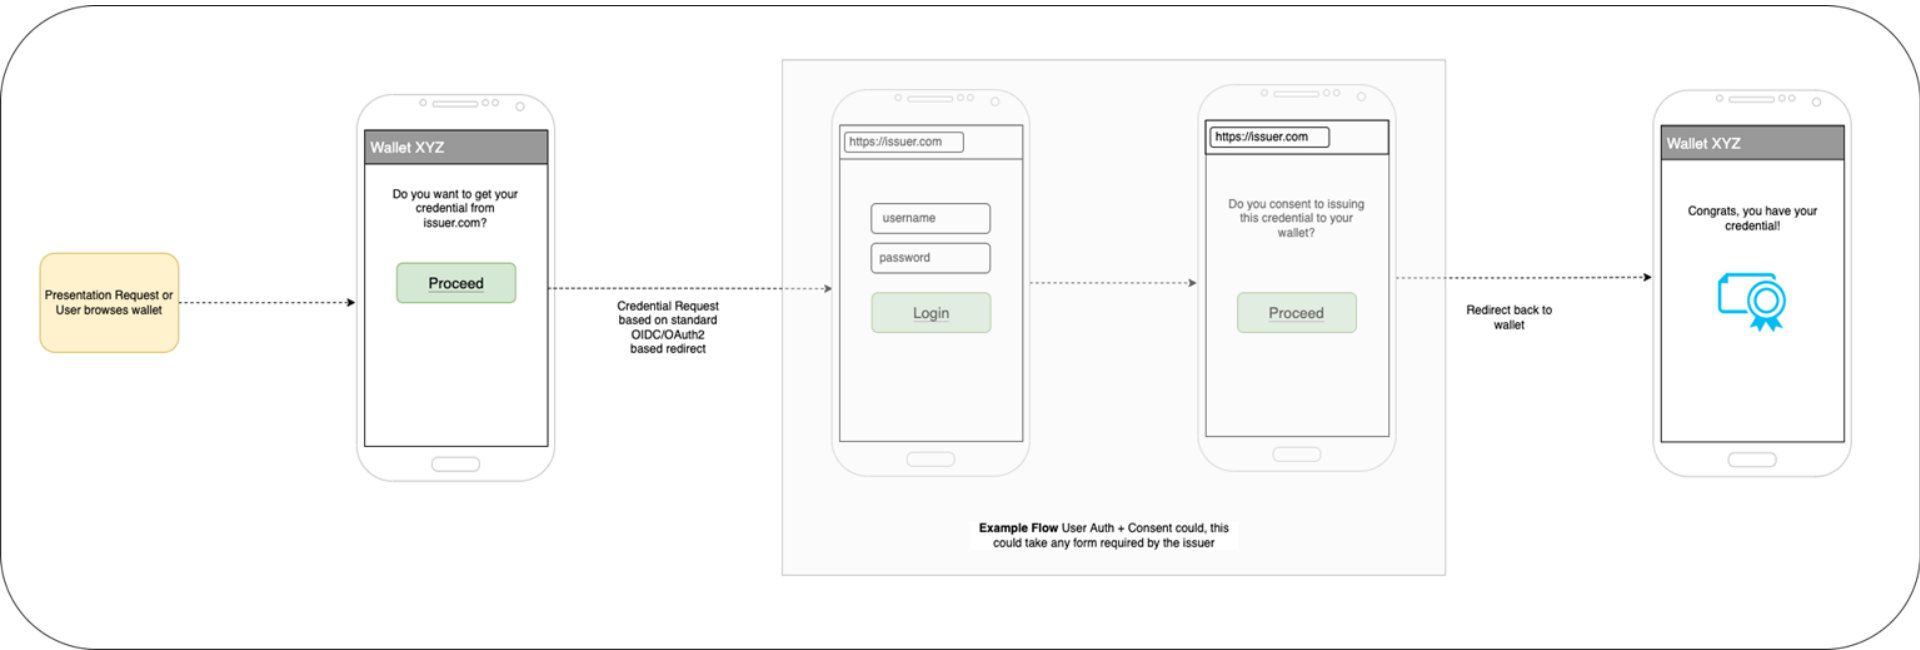 Presentation Request or
User browses wallet
Wallet XYZ
Do you want to get your
credential from
issuer.com?
Proceed
Credential Request
based on standard
OIDC/OAuth2
based redirect
https://issuer.com
username
password
Login
https://issuer.com
Do you consent to issuing
this credential to your
wallet?
Proceed
Example Flow User Auth + Consent could, this
could take any form required by the issuer
Redirect back to
wallet
Wallet XYZ
Congrats, you have your
credential!